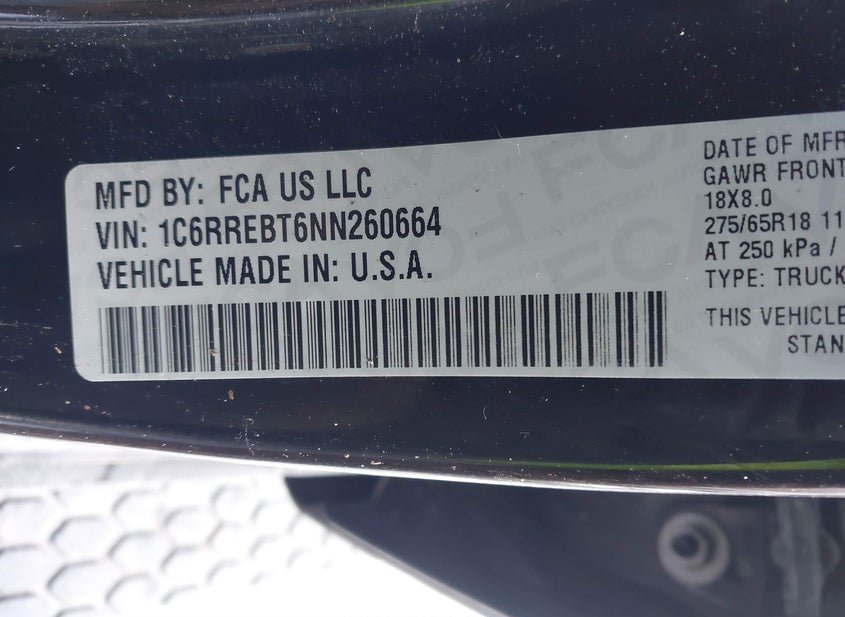 MFD BY: FCA US LLC
VIN: 1C6RREBT6NN260664
VEHICLE MADE IN: U.S.A.
DATE OF MFR
GAWR FRONT
18X8.0
275/65R18 11
AT 250 kPa /
TYPE: TRUCK
THIS VEHICLE
STAN